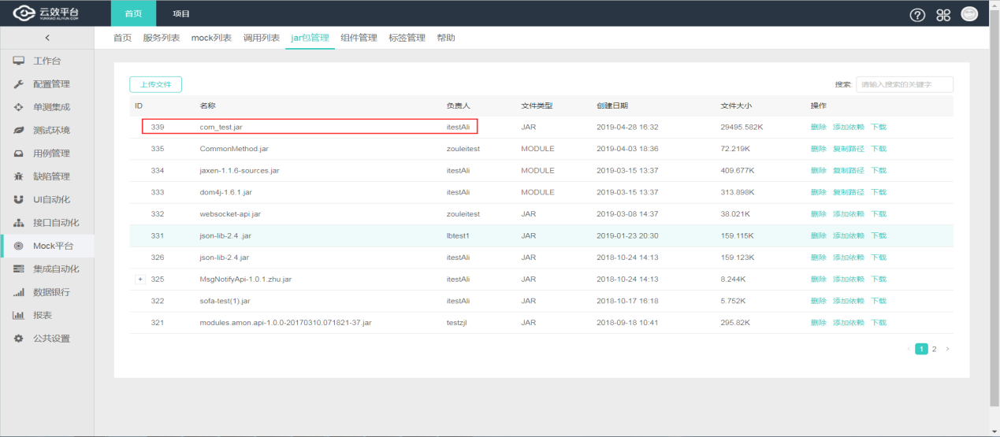 云效平台 首页 项目
YUNXIAO.ALIYUN.COM
首页 服务列表 mock列表 调用列表 jar包管理 组件管理 标签管理 帮助
工作台
配置管理
单测集成
测试环境
用例管理
缺陷管理
UI自动化
接口自动化
Mock平台
集成自动化
数据银行
报表
公共设置
上传文件 搜索: 请输入搜索的关键字
ID 名称 负责人 文件类型 创建日期 文件大小 操作
339 com_test.jar itestAli JAR 2019-04-28 16:32 29495.582K 删除 添加依赖 下载
335 CommonMethod.jar zouleitest MODULE 2019-04-03 18:36 72.219K 删除 复制路径 下载
334 jaxen-1.1.6-sources.jar itestAli MODULE 2019-03-15 13:37 409.677K 删除 复制路径 下载
333 dom4j-1.6.1.jar itestAli MODULE 2019-03-15 13:37 313.898K 删除 复制路径 下载
332 websocket-api.jar zouleitest JAR 2019-03-08 14:37 38.021K 删除 添加依赖 下载
331 json-lib-2.4 .jar lbtest1 JAR 2019-01-23 20:30 159.115K 删除 添加依赖 下载
326 json-lib-2.4.jar itestAli JAR 2018-10-24 14:13 159.123K 删除 添加依赖 下载
+ 325 MsgNotifyApi-1.0.1.zhu.jar itestAli JAR 2018-10-24 14:13 8.244K 删除 添加依赖 下载
322 sofa-test(1).jar itestAli JAR 2018-10-17 16:18 5.752K 删除 添加依赖 下载
321 modules.amon.api-1.0.0-20170310.071821-37.jar testzjl JAR 2018-09-18 10:41 295.82K 删除 添加依赖 下载
< 1 2 >